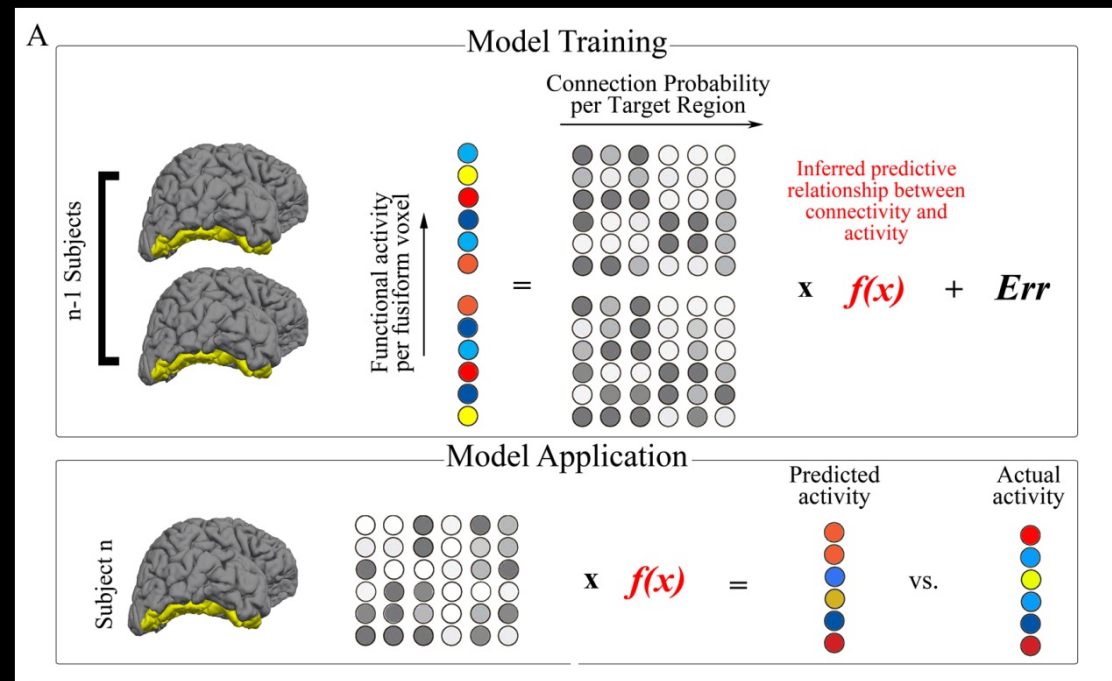 A
Model Training
Connection Probability
per Target Region
n-1 Subjects
Functional activity
per fusiform voxel
=
Inferred predictive
relationship between
connectivity and
activity
x f(x) + Err
Model Application
Subject n
x f(x) =
Predicted
activity
vs.
Actual
activity